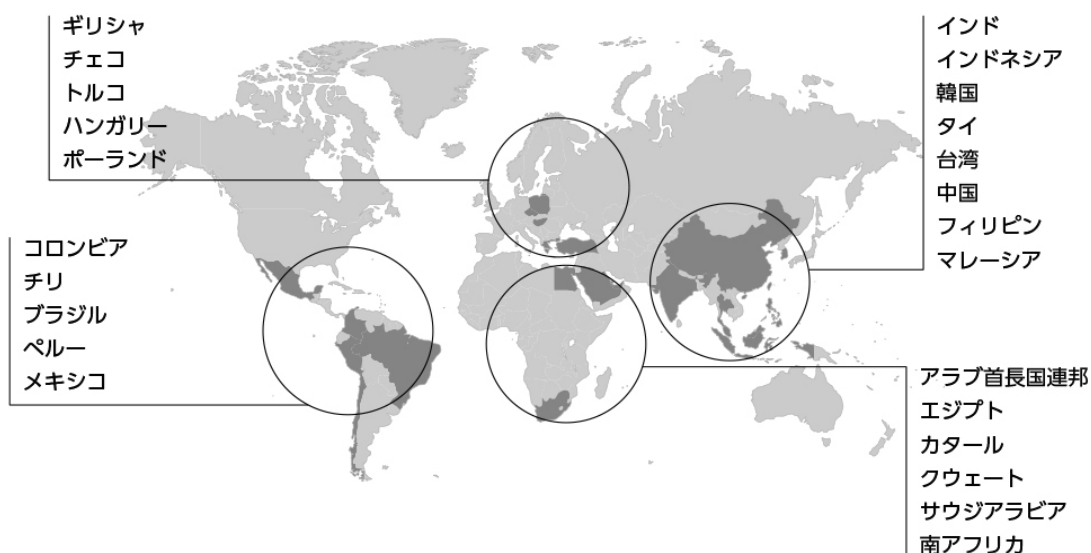 ギリシャ
チェコ
トルコ
ハンガリー
ポーランド
コロンビア
チリ
ブラジル
ペルー
メキシコ
インド
インドネシア
韓国
タイ
台湾
中国
フィリピン
マレーシア
アラブ首長国連邦
エジプト
カタール
クウェート
サウジアラビア
南アフリカ